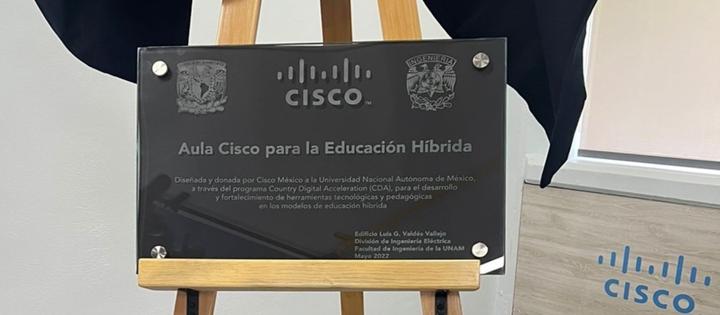 INGENIERÍA
CISCO™
Aula Cisco para la Educación Híbrida
Diseñada y donada por Cisco México a la Universidad Nacional Autónoma de México,
a través del programa Country Digital Acceleration (CDA), para el desarrollo
y fortalecimiento de herramientas tecnológicas y pedagógicas
en los modelos de educación híbrida
Edificio Luis G. Valdés Vallejo
División de Ingeniería Eléctrica
Facultad de Ingeniería de la UNAM
Mayo 2022
CISCO